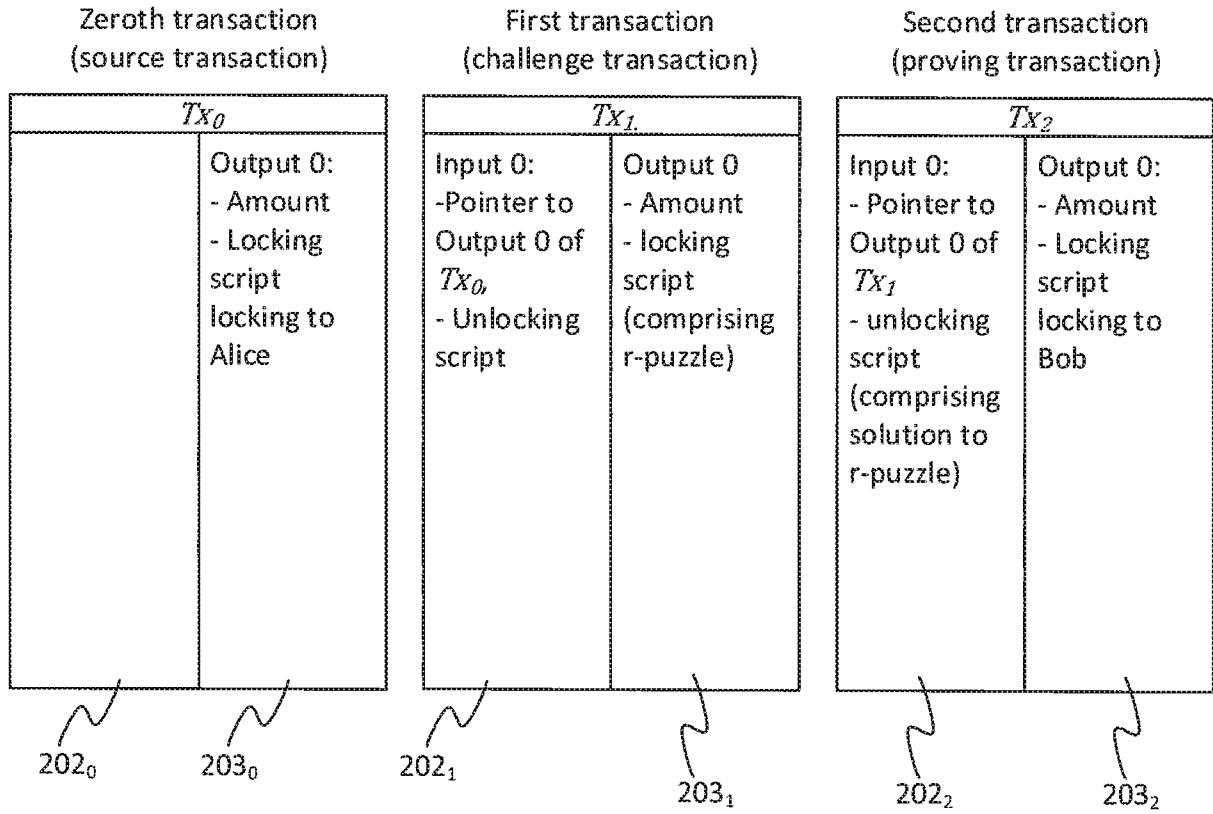 Zeroth transaction
(source transaction)
Tx₀
Output 0:
- Amount
- Locking
script
locking to
Alice
202₀
203₀
First transaction
(challenge transaction)
Tx₁.
Input 0:
-Pointer to
Output 0 of
Tx₀,
- Unlocking
script
Output 0
- Amount
- locking
script
(comprising
r-puzzle)
202₁
203₁
Second transaction
(proving transaction)
Tx₂
Input 0:
- Pointer to
Output 0 of
Tx₁
- unlocking
script
(comprising
solution to
r-puzzle)
Output 0:
- Amount
- Locking
script
locking to
Bob
202₂
203₂